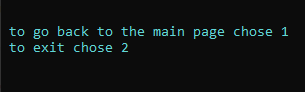 to go back to the main page chose 1
to exit chose 2